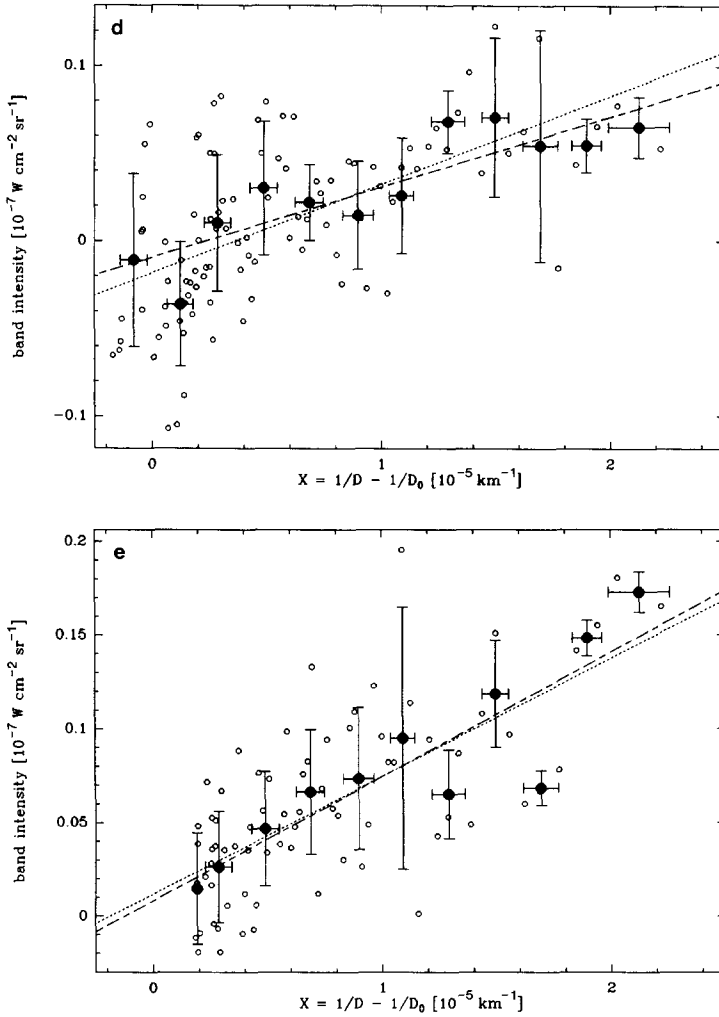 d
0.1
0
−0.1
band intensity [10⁻⁷ W cm⁻² sr⁻¹]
0 1 2
X = 1/D − 1/D₀ [10⁻⁵ km⁻¹]
e
0.2
0.15
0.1
0.05
0
band intensity [10⁻⁷ W cm⁻² sr⁻¹]
0 1 2
X = 1/D − 1/D₀ [10⁻⁵ km⁻¹]